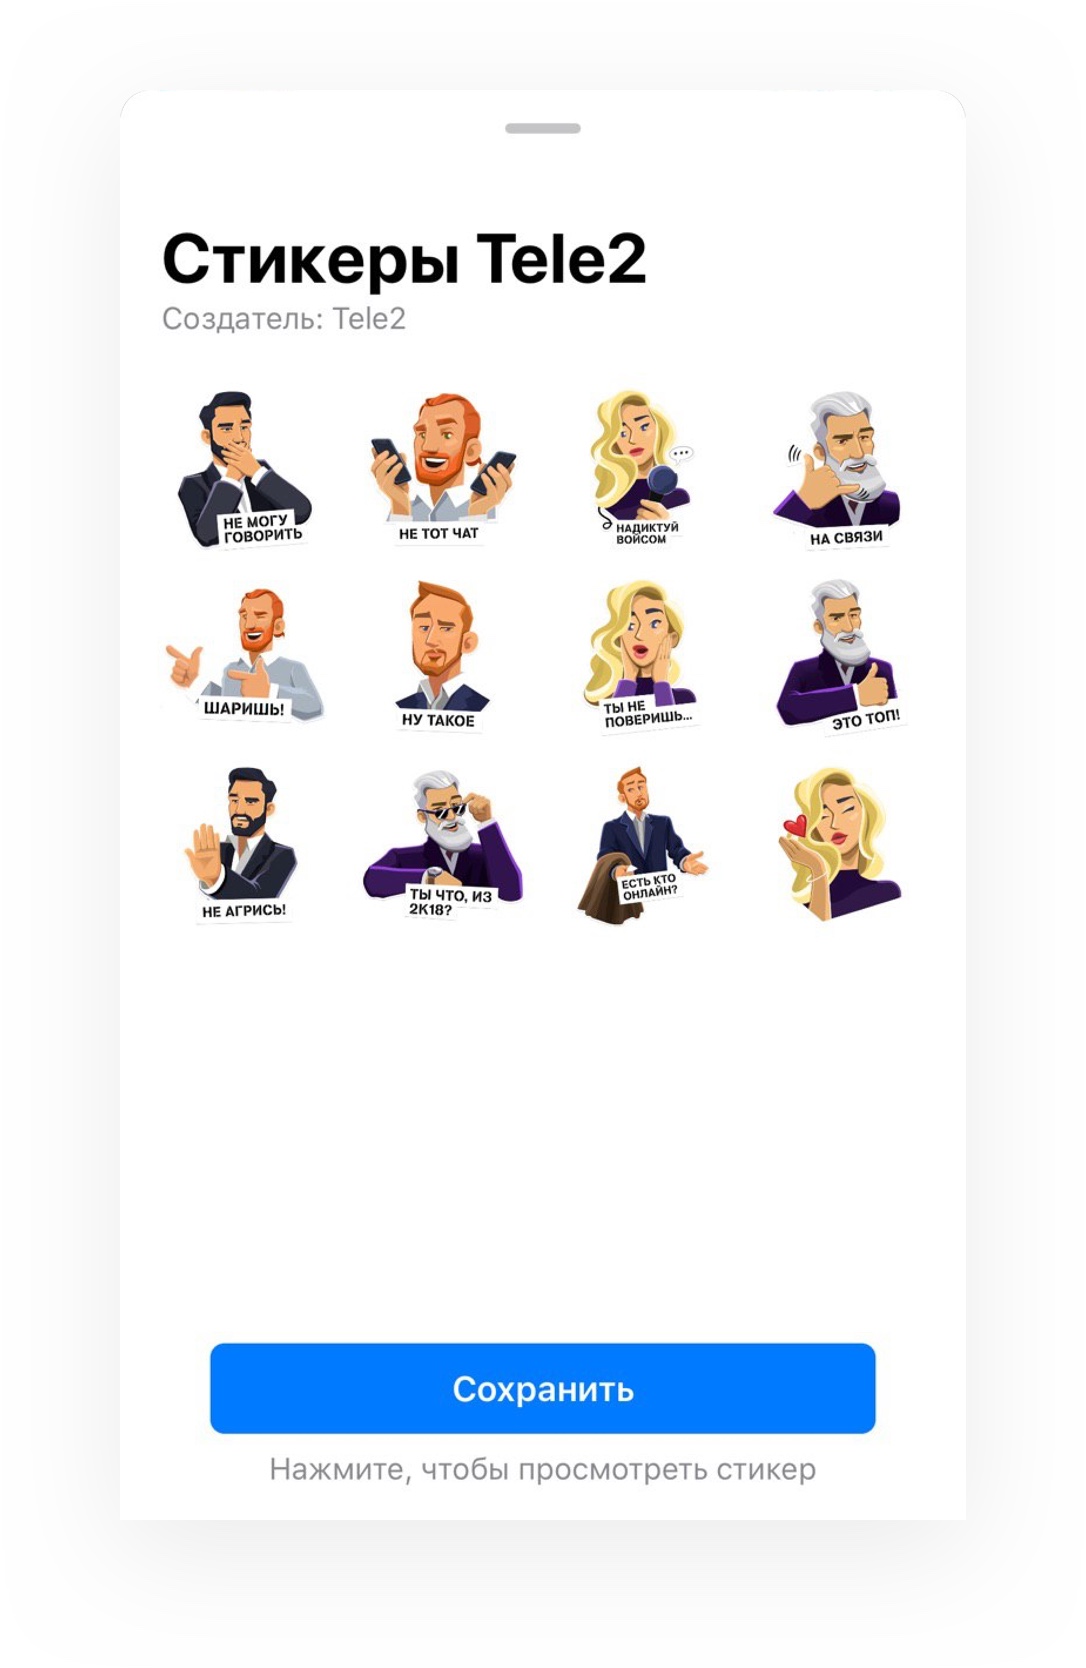 Стикеры Tele2
Создатель: Tele2
НЕ МОГУ
ГОВОРИТЬ
НЕ ТОТ ЧАТ
НАДИКТУЙ
ВОЙСОМ
НА СВЯЗИ
ШАРИШЬ!
НУ ТАКОЕ
ТЫ НЕ
ПОВЕРИШЬ...
ЭТО ТОП!
НЕ АГРИСЬ!
ТЫ ЧТО, ИЗ
2К18?
ЕСТЬ КТО
ОНЛАЙН?
Сохранить
Нажмите, чтобы просмотреть стикер